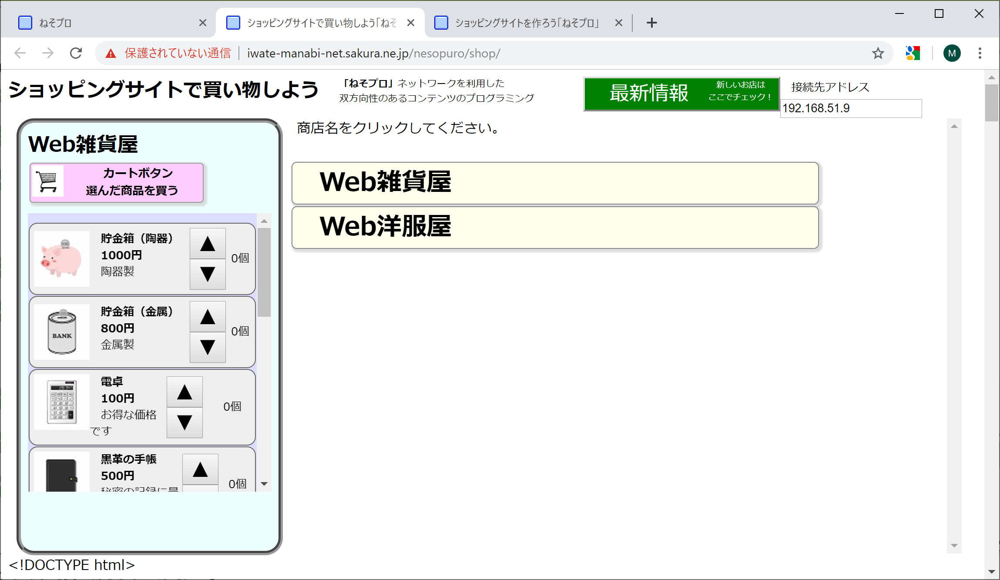 ねそプロ
ショッピングサイトで買い物しよう「ねそ
ショッピングサイトを作ろう「ねそプロ」
保護されていない通信
iwate-manabi-net.sakura.ne.jp/nesopuro/shop/
M
ショッピングサイトで買い物しよう
「ねそプロ」ネットワークを利用した
双方向性のあるコンテンツのプログラミング
最新情報
新しいお店は
ここでチェック！
接続先アドレス
192.168.51.9
Web雑貨屋
カートボタン
選んだ商品を買う
貯金箱（陶器）
1000円
陶器製
▲
▼
0個
BANK
貯金箱（金属）
800円
金属製
▲
▼
0個
電卓
100円
お得な価格
です
▲
▼
0個
黒革の手帳
500円
秘密の記録に最
▲
0個
商店名をクリックしてください。
Web雑貨屋
Web洋服屋
<!DOCTYPE html>